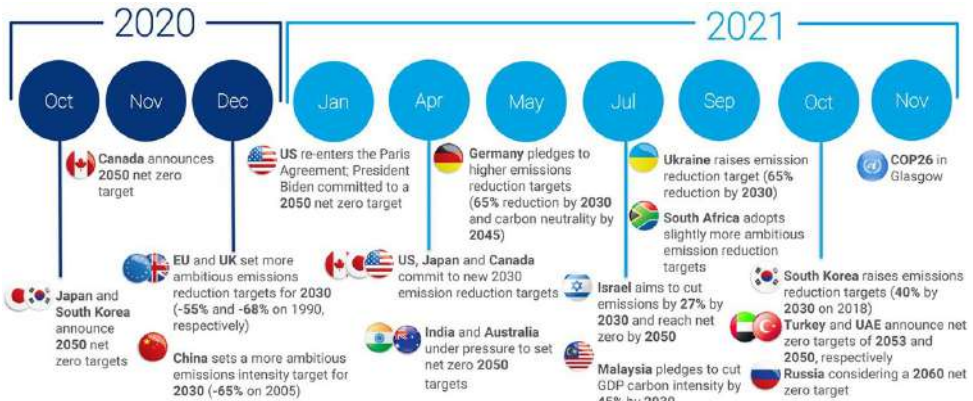 2020
2021
Oct
Nov
Dec
Jan
Apr
May
Jul
Sep
Oct
Nov
Canada announces
2050 net zero
target
US re-enters the Paris
Agreement; President
Biden committed to a
2050 net zero target
Germany pledges to
higher emissions
reduction targets
(65% reduction by 2030
and carbon neutrality by
2045)
Ukraine raises emission
reduction target (65%
reduction by 2030)
South Africa adopts
slightly more ambitious
emission reduction
targets
COP26 in
Glasgow
Japan and
South Korea
announce
2050 net
zero targets
EU and UK set more
ambitious emissions
reduction targets for 2030
(-55% and -68% on 1990,
respectively)
China sets a more ambitious
emissions intensity target for
2030 (-65% on 2005)
US, Japan and Canada
commit to new 2030
emission reduction targets
India and Australia
under pressure to set
net zero 2050
targets
Israel aims to cut
emissions by 27% by
2030 and reach net
zero by 2050
Malaysia pledges to cut
GDP carbon intensity by
45% by 2030
South Korea raises emissions
reduction targets (40% by
2030 on 2018)
Turkey and UAE announce net
zero targets of 2053 and
2050, respectively
Russia considering a 2060 net
zero target